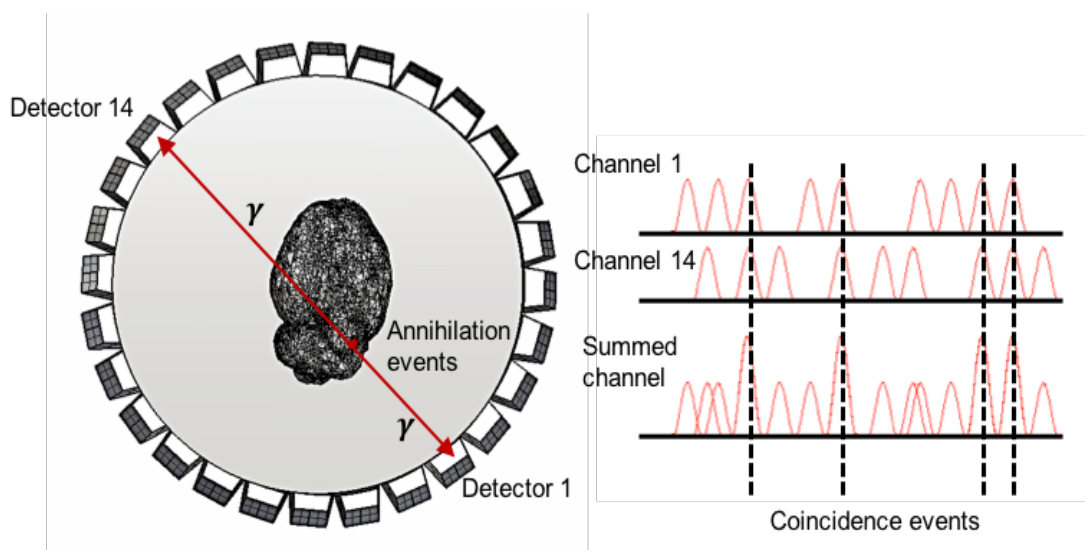 Detector 14
γ
Annihilation
events
γ
Detector 1
Channel 1
Channel 14
Summed
channel
Coincidence events